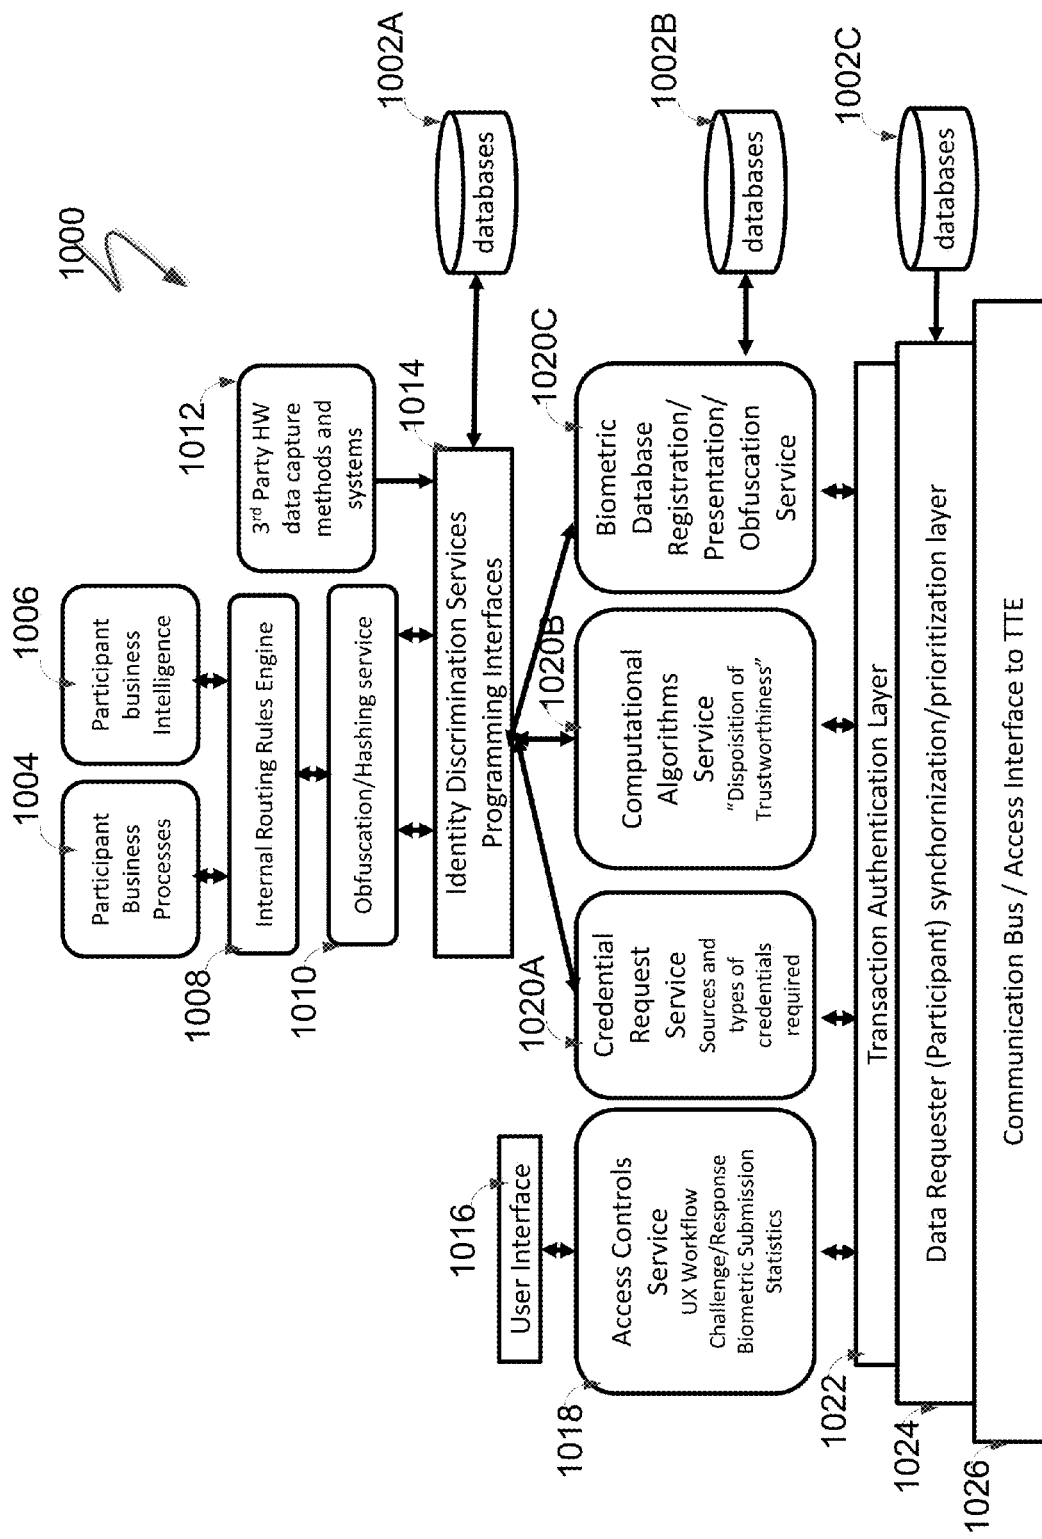 1000
1004
1006
Participant
Business
Processes
Participant
business
Intelligence
1012
3rd Party HW
data capture
methods and
systems
1008
Internal Routing Rules Engine
1010
Obfuscation/Hashing service
1014
1002A
Identity Discrimination Services
Programming Interfaces
databases
1016
User Interface
1020A
1020B
1020C
1002B
Access Controls
Service
UX Workflow
Challenge/Response
Biometric Submission
Statistics
Credential
Request
Service
Sources and
types of
credentials
required
Computational
Algorithms
Service
"Dispoisition of
Trustworthiness"
Biometric
Database
Registration/
Presentation/
Obfuscation
Service
databases
1018
1002C
1022
Transaction Authentication Layer
1024
Data Requester (Participant) synchornization/prioritization layer
databases
1026
Communication Bus / Access Interface to TTE